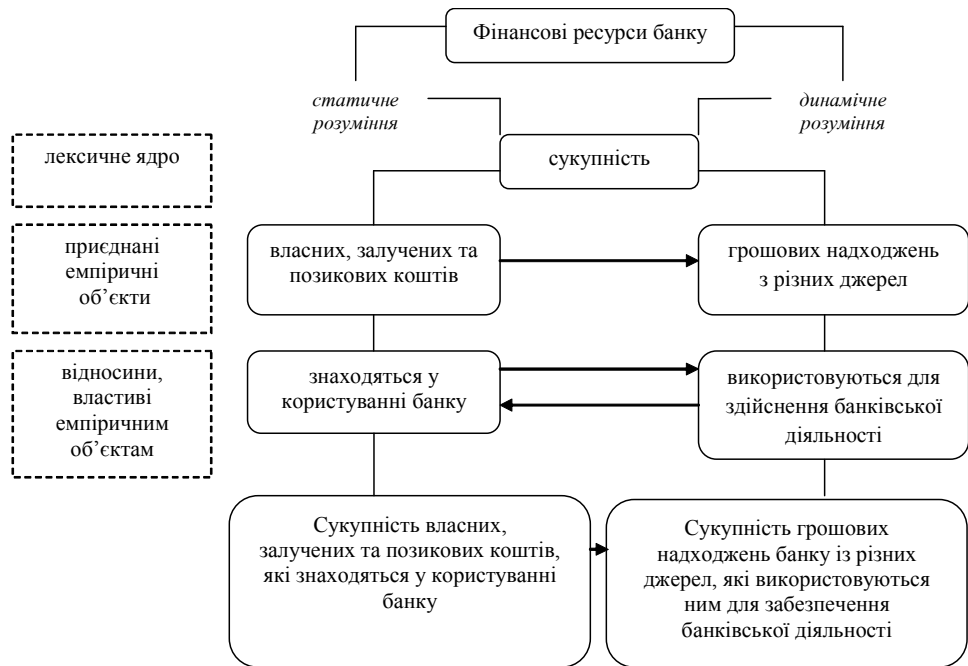 Фінансові ресурси банку
статичне
розуміння
динамічне
розуміння
лексичне ядро
сукупність
приєднані
емпіричні
об’єкти
власних, залучених та
позикових коштів
грошових надходжень
з різних джерел
відносини,
властиві
емпіричним
об’єктам
знаходяться у
користуванні банку
використовуються для
здійснення банківської
діяльності
Сукупність власних,
залучених та позикових коштів,
які знаходяться у користуванні
банку
Сукупність грошових
надходжень банку із різних
джерел, які використовуються
ним для забезпечення
банківської діяльності